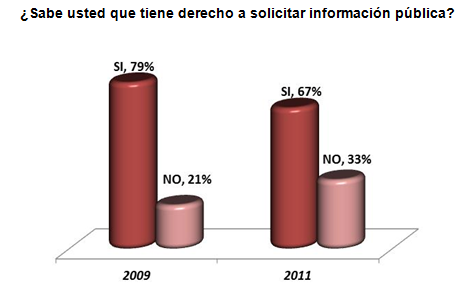 ¿Sabe usted que tiene derecho a solicitar información pública?
SI, 79%
SI, 67%
NO, 33%
NO, 21%
2009
2011